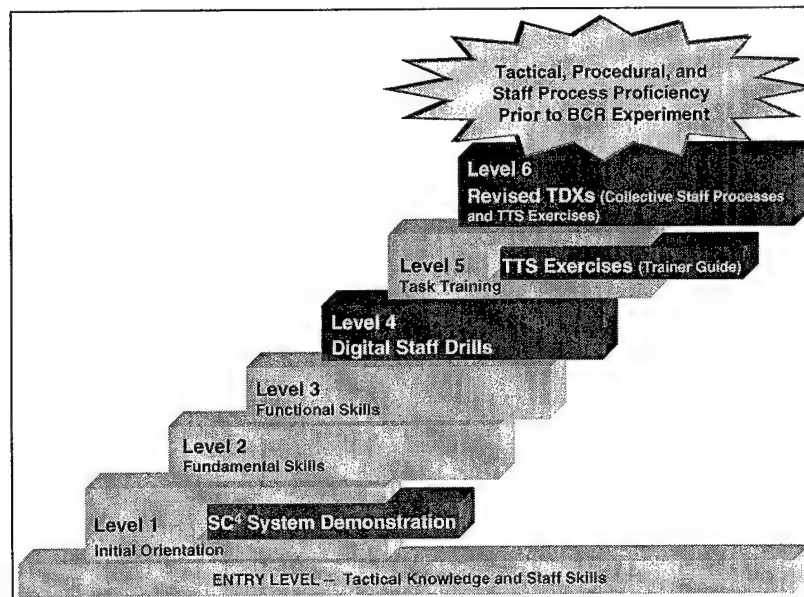 Tactical, Procedural, and
Staff Process Proficiency
Prior to BCR Experiment
Level 6
Revised TDXs (Collective Staff Processes
and TTS Exercises)
Level 5
Task Training
TTS Exercises (Trainer Guide)
Level 4
Digital Staff Drills
Level 3
Functional Skills
Level 2
Fundamental Skills
Level 1
Initial Orientation
SC⁴ System Demonstration
ENTRY LEVEL -- Tactical Knowledge and Staff Skills